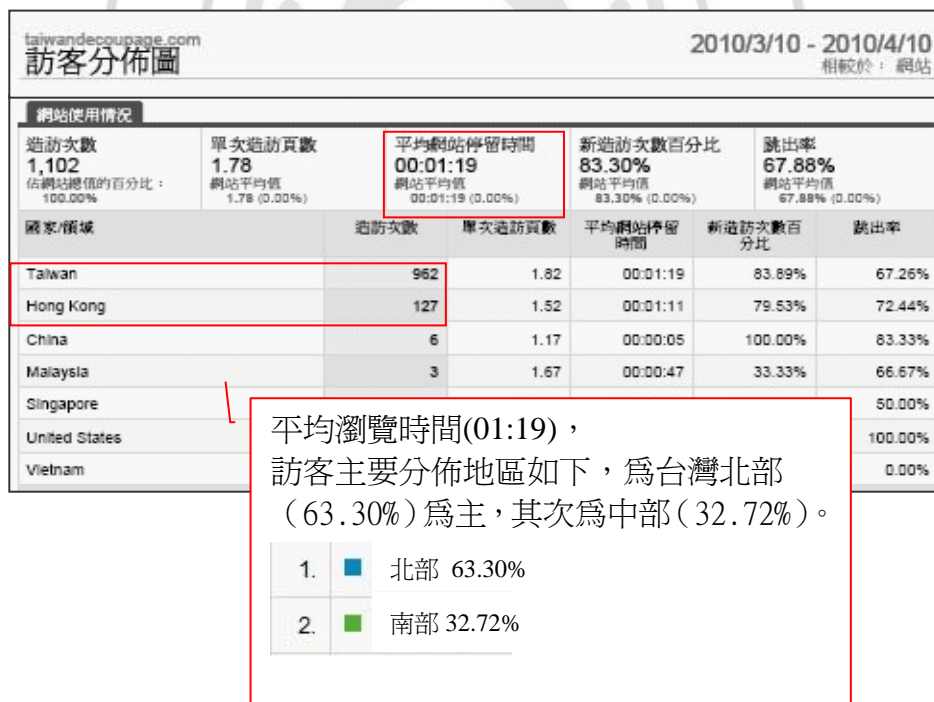 taiwandecoupage.com
訪客分佈圖
2010/3/10 - 2010/4/10
相較於： 網站
網站使用情況
造訪次數 單次造訪頁數 平均網站停留時間 新造訪次數百分比 跳出率
1,102 1.78 00:01:19 83.30% 67.88%
佔網站總值的百分比： 網站平均值 網站平均值 網站平均值 網站平均值
100.00% 1.78 (0.00%) 00:01:19 (0.00%) 83.30% (0.00%) 67.88% (0.00%)
國家/領域 造訪次數 單次造訪頁數 平均網站停留 新造訪次數百 跳出率
時間 分比
Taiwan 962 1.82 00:01:19 83.89% 67.26%
Hong Kong 127 1.52 00:01:11 79.53% 72.44%
China 6 1.17 00:00:05 100.00% 83.33%
Malaysia 3 1.67 00:00:47 33.33% 66.67%
Singapore 50.00%
United States 100.00%
Vietnam 0.00%
平均瀏覽時間(01:19)，
訪客主要分佈地區如下，爲台灣北部
（63.30%）爲主，其次爲中部（32.72%）。
1. 北部 63.30%
2. 南部 32.72%